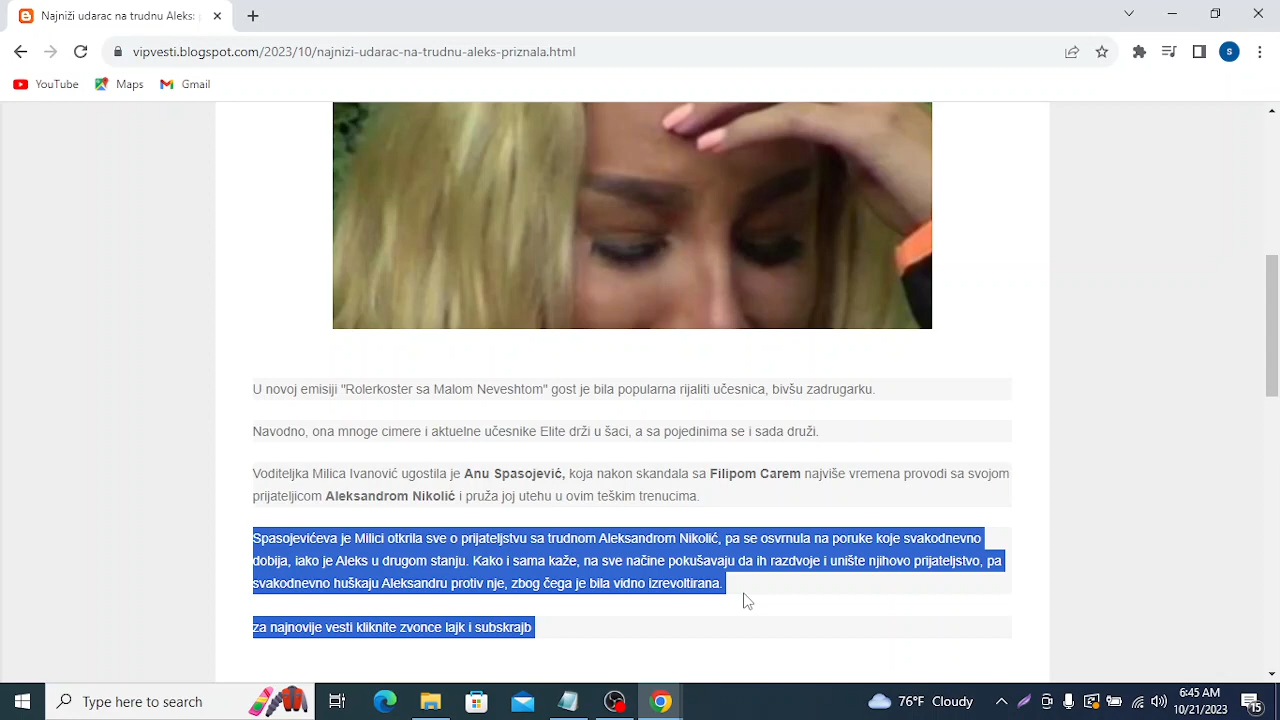 Najniži udarac na trudnu Aleks:
vipvesti.blogspot.com/2023/10/najnizi-udarac-na-trudnu-aleks-priznala.html
S
YouTube
Maps
Gmail
U novoj emisiji "Rolerkoster sa Malom Neveshtom" gost je bila popularna rijaliti učesnica, bivšu zadrugarku.
Navodno, ona mnoge cimere i aktuelne učesnike Elite drži u šaci, a sa pojedinima se i sada druži.
Voditeljka Milica Ivanović ugostila je Anu Spasojević, koja nakon skandala sa Filipom Carem najviše vremena provodi sa svojom
prijateljicom Aleksandrom Nikolić i pruža joj utehu u ovim teškim trenucima.
Spasojevićeva je Milici otkrila sve o prijateljstvu sa trudnom Aleksandrom Nikolić, pa se osvrnula na poruke koje svakodnevno
dobija, iako je Aleks u drugom stanju. Kako i sama kaže, na sve načine pokušavaju da ih razdvoje i unište njihovo prijateljstvo, pa
svakodnevno huškaju Aleksandru protiv nje, zbog čega je bila vidno izrevoltirana.
za najnovije vesti kliknite zvonce lajk i subskrajb
Type here to search
76°F Cloudy
6:45 AM
10/21/2023
15